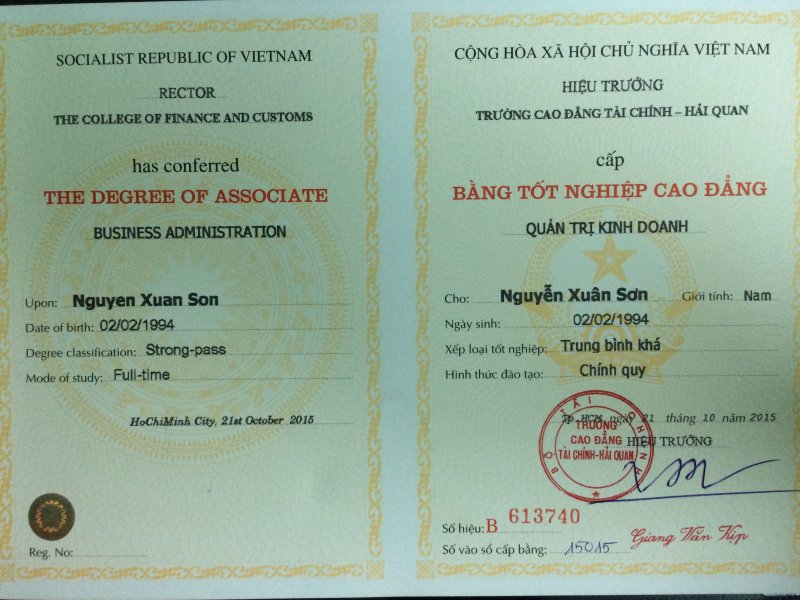 SOCIALIST REPUBLIC OF VIETNAM
RECTOR
THE COLLEGE OF FINANCE AND CUSTOMS
has conferred
THE DEGREE OF ASSOCIATE
BUSINESS ADMINISTRATION
Upon: Nguyen Xuan Son
Date of birth: 02/02/1994
Degree classification: Strong-pass
Mode of study: Full-time
HoChiMinh City, 21st October 2015
Reg. No:
CỘNG HÒA XÃ HỘI CHỦ NGHĨA VIỆT NAM
HIỆU TRƯỞNG
TRƯỜNG CAO ĐẲNG TÀI CHÍNH – HẢI QUAN
cấp
BẰNG TỐT NGHIỆP CAO ĐẲNG
QUẢN TRỊ KINH DOANH
Cho: Nguyễn Xuân Sơn Giới tính: Nam
Ngày sinh: 02/02/1994
Xếp loại tốt nghiệp: Trung bình khá
Hình thức đào tạo: Chính quy
Tp. HCM, ngày 21 tháng 10 năm 2015
HIỆU TRƯỞNG
BỘ TÀI CHÍNH
TRƯỜNG
CAO ĐẲNG
TÀI CHÍNH-HẢI QUAN
Số hiệu: B 613740
Giang Văn Kịp
Số vào sổ cấp bằng: 15015